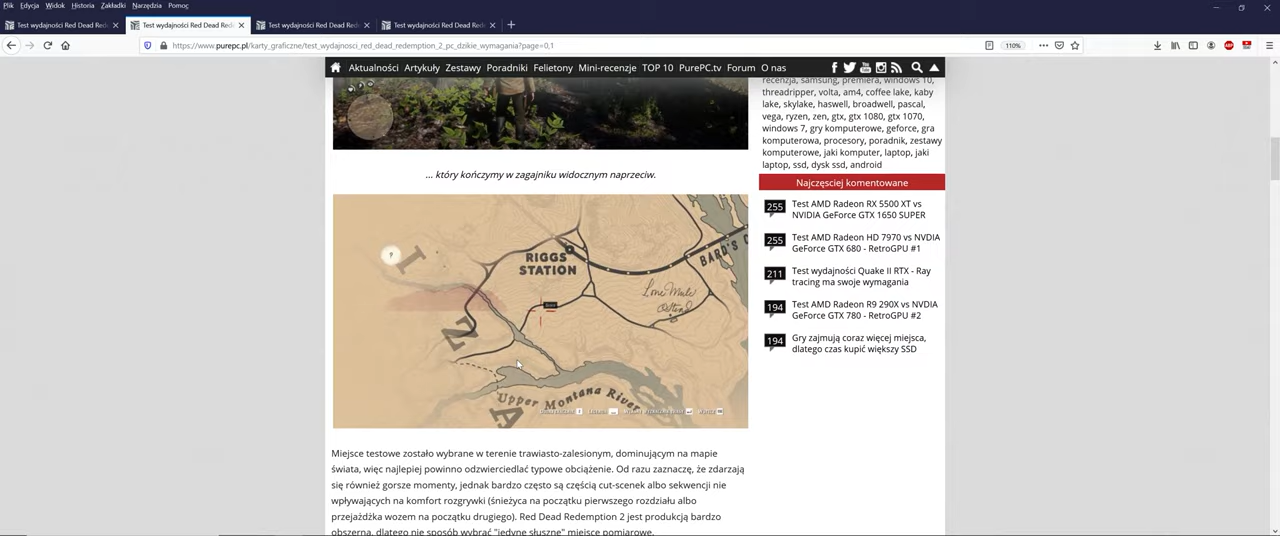 Plik Edycja Widok Historia Zakładki Narzędzia Pomoc
Test wydajności Red Dead Red
Test wydajności Red Dead Red
Test wydajności Red Dead Red
Test wydajności Red Dead Red
https://www.purepc.pl/karty_graficzne/test_wydajnosci_red_dead_redemption_2_pc_dzikie_wymagania?page=0,1
110%
Aktualności Artykuły Zestawy Poradniki Felietony Mini-recenzje TOP 10 PurePC.tv Forum O nas
recenzja, samsung, premiera, windows 10,
threadripper, volta, am4, coffee lake, kaby
lake, skylake, haswell, broadwell, pascal,
vega, ryzen, zen, gtx, gtx 1080, gtx 1070,
windows 7, gry komputerowe, geforce, gra
komputerowa, procesory, poradnik, zestawy
komputerowe, jaki komputer, laptop, jaki
laptop, ssd, dysk ssd, android
... który kończymy w zagajniku widocznym naprzeciw.
Najczęsciej komentowane
255
Test AMD Radeon RX 5500 XT vs
NVIDIA GeForce GTX 1650 SUPER
255
Test AMD Radeon HD 7970 vs NVIDIA
GeForce GTX 680 - RetroGPU #1
211
Test wydajności Quake II RTX - Ray
tracing ma swoje wymagania
194
Test AMD Radeon R9 290X vs NVIDIA
GeForce GTX 780 - RetroGPU #2
194
Gry zajmują coraz więcej miejsca,
dlatego czas kupić większy SSD
?
I
Z
A
RIGGS
STATION
BARD'S
Lone Mule
Stead
Upper Montana River
Miejsce testowe zostało wybrane w terenie trawiasto-zalesionym, dominującym na mapie
świata, więc najlepiej powinno odzwierciedlać typowe obciążenie. Od razu zaznaczę, że zdarzają
się również gorsze momenty, jednak bardzo często są częścią cut-scenek albo sekwencji nie
wpływających na komfort rozgrywki (śnieżyca na początku pierwszego rozdziału albo
przejażdżka wozem na początku drugiego). Red Dead Redemption 2 jest produkcją bardzo
obszerną, dlatego nie sposób wybrać "jedyne słuszne" miejsce pomiarowe.